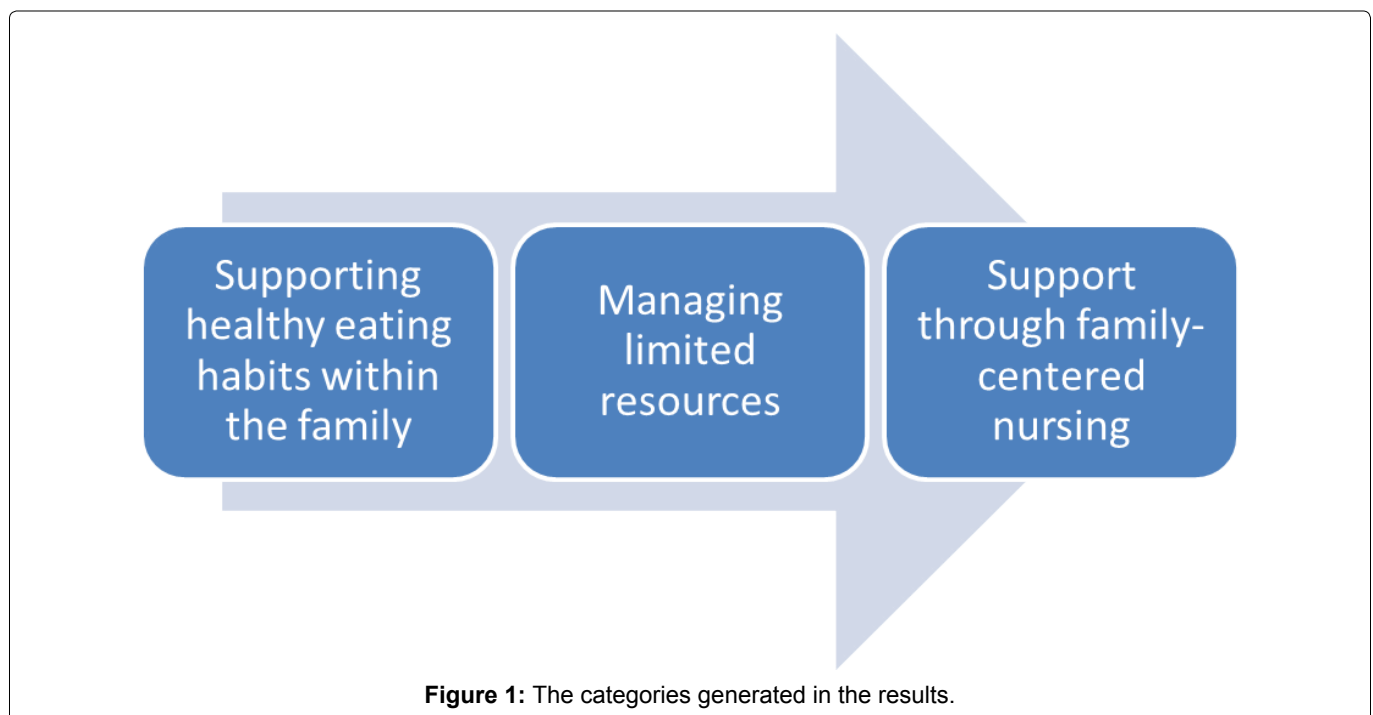 Supporting
healthy eating
habits within
the family
Managing
limited
resources
Support
through family-
centered
nursing
Figure 1: The categories generated in the results.